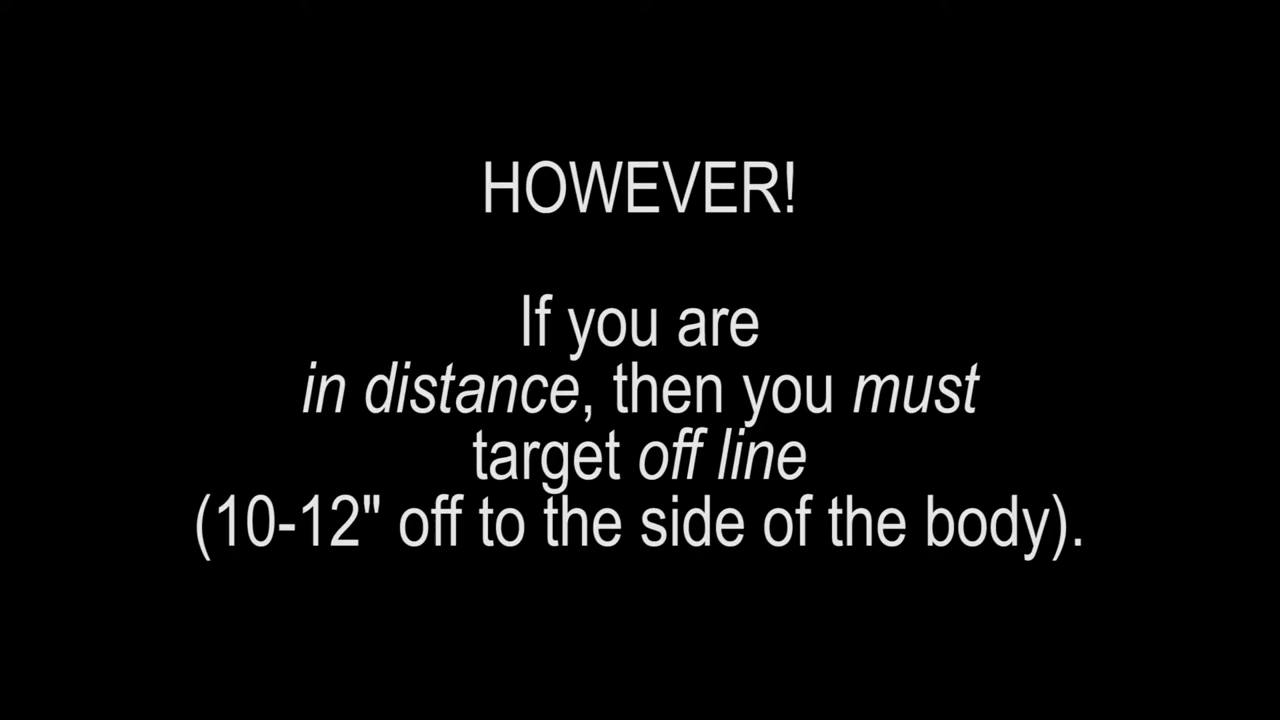 HOWEVER!
If you are
in distance, then you must
target off line
(10-12" off to the side of the body).